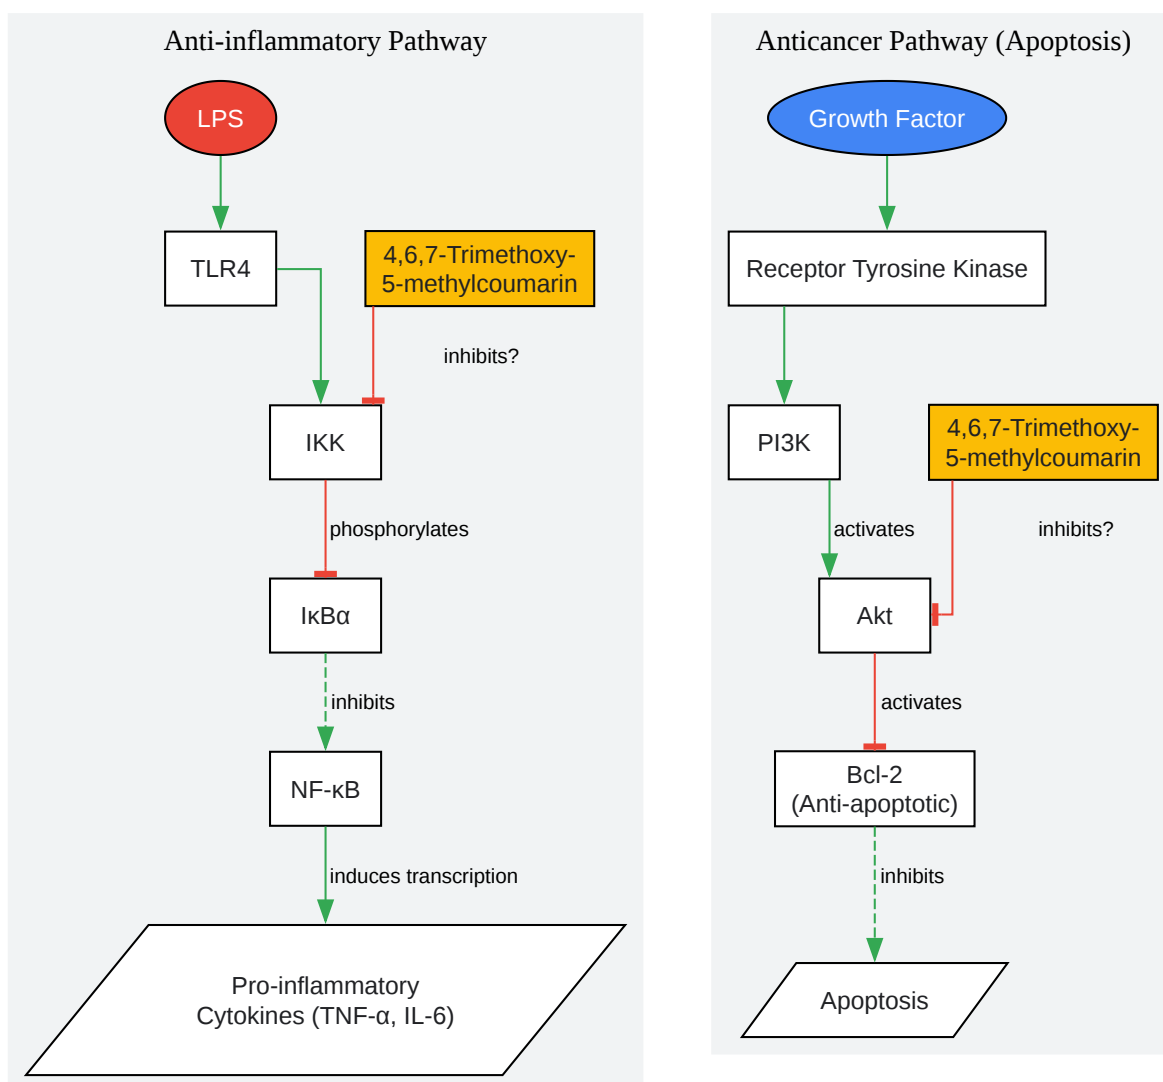 Anti-inflammatory Pathway
LPS
TLR4
4,6,7-Trimethoxy-
5-methylcoumarin
inhibits?
IKK
phosphorylates
IκBα
inhibits
NF-κB
induces transcription
Pro-inflammatory
Cytokines (TNF-α, IL-6)
Anticancer Pathway (Apoptosis)
Growth Factor
Receptor Tyrosine Kinase
PI3K
4,6,7-Trimethoxy-
5-methylcoumarin
activates
inhibits?
Akt
activates
Bcl-2
(Anti-apoptotic)
inhibits
Apoptosis